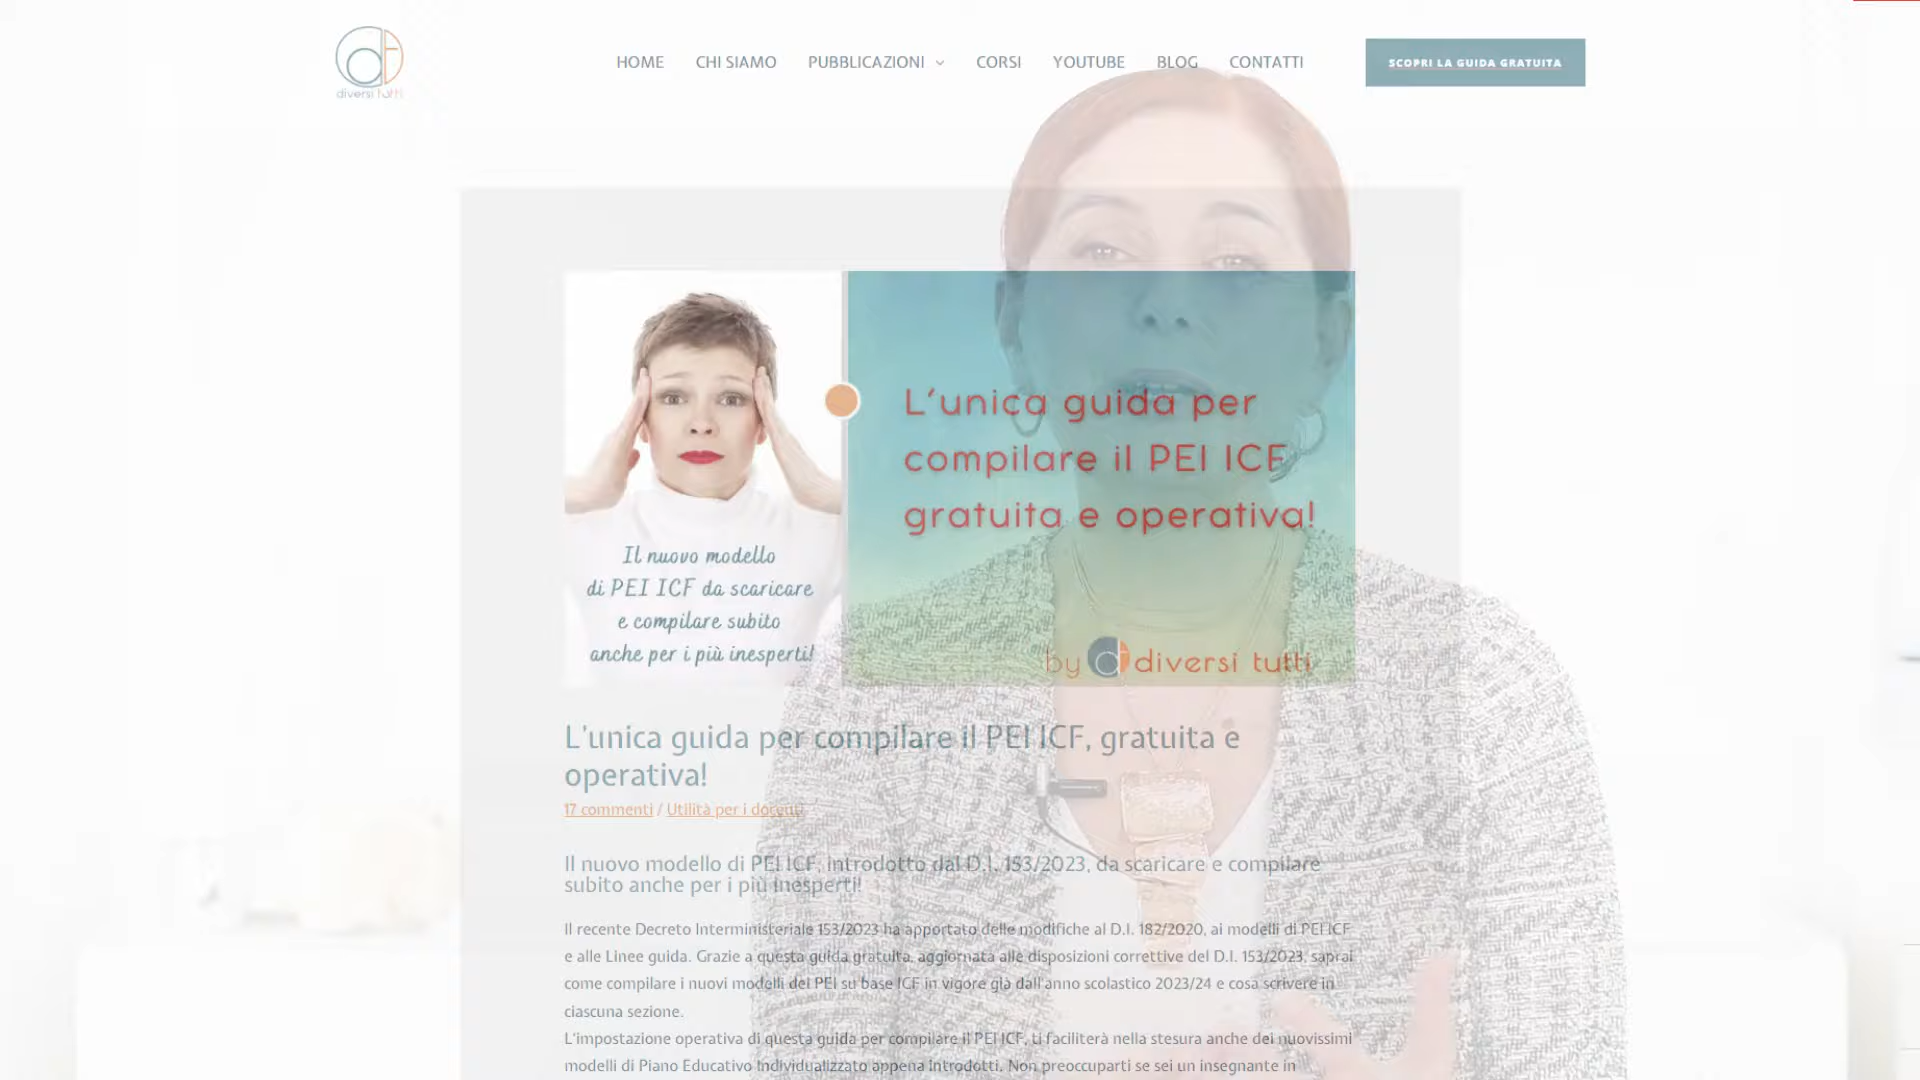 diversi tutti
HOME CHI SIAMO PUBBLICAZIONI CORSI YOUTUBE BLOG CONTATTI SCOPRI LA GUIDA GRATUITA
Il nuovo modello
di PEI ICF da scaricare
e compilare subito
anche per i più inesperti!
L'unica guida per
compilare il PEI ICF
gratuita e operativa!
by dt diversi tutti
L'unica guida per compilare il PEI ICF, gratuita e
operativa!
17 commenti / Utilità per i docenti
Il nuovo modello di PEI ICF, introdotto dal D.I. 153/2023, da scaricare e compilare
subito anche per i più inesperti!
Il recente Decreto Interministeriale 153/2023 ha apportato delle modifiche al D.I. 182/2020, ai modelli di PEI ICF
e alle Linee guida. Grazie a questa guida gratuita, aggiornata alle disposizioni correttive del D.I. 153/2023, saprai
come compilare i nuovi modelli dei PEI su base ICF in vigore già dall'anno scolastico 2023/24 e cosa scrivere in
ciascuna sezione.
L'impostazione operativa di questa guida per compilare il PEI ICF, ti faciliterà nella stesura anche dei nuovissimi
modelli di Piano Educativo Individualizzato appena introdotti. Non preoccuparti se sei un insegnante in